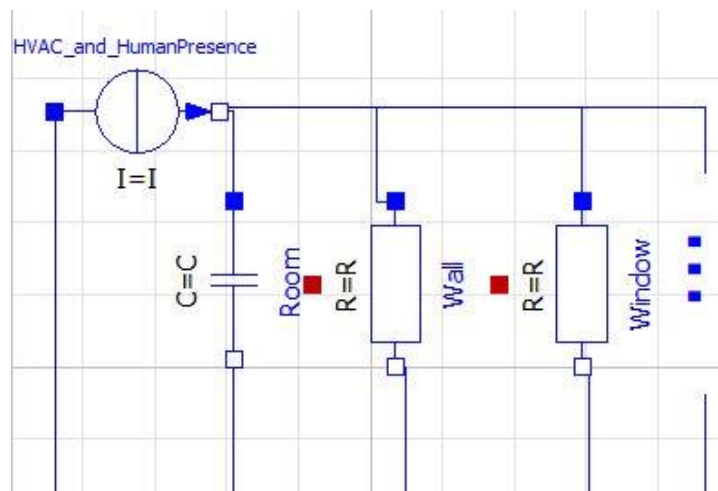 HVAC_and_HumanPresence
I=I
C=C
Room
R=R
Wall
R=R
Window